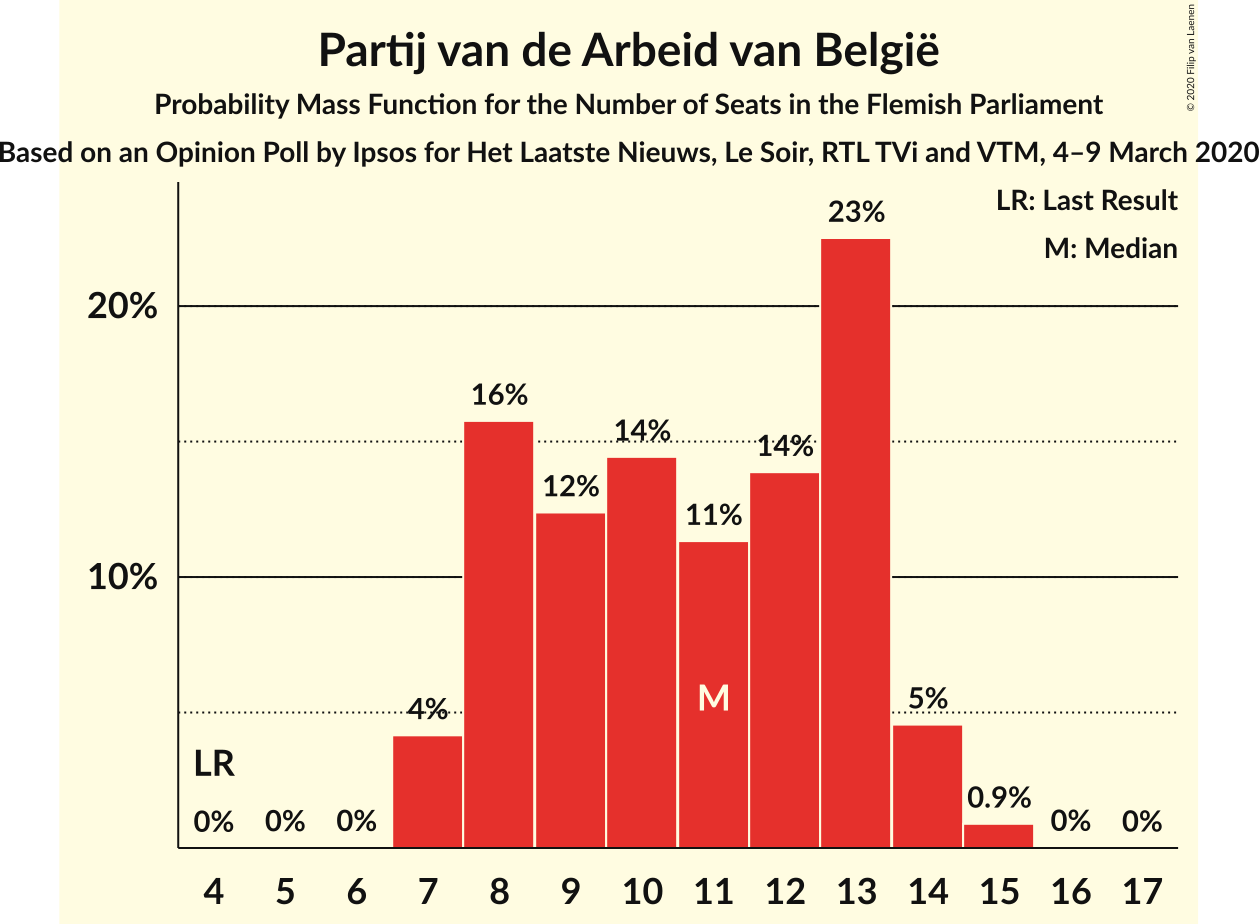 Partij van de Arbeid van België
Probability Mass Function for the Number of Seats in the Flemish Parliament
Based on an Opinion Poll by Ipsos for Het Laatste Nieuws, Le Soir, RTL TVi and VTM, 4–9 March 2020
© 2020 Filip van Laenen
LR: Last Result
M: Median
23%
20%
16%
14%
14%
12%
11%
10%
M
4%
5%
LR
0.9%
0% 0% 0% 0% 0%
4 5 6 7 8 9 10 11 12 13 14 15 16 17